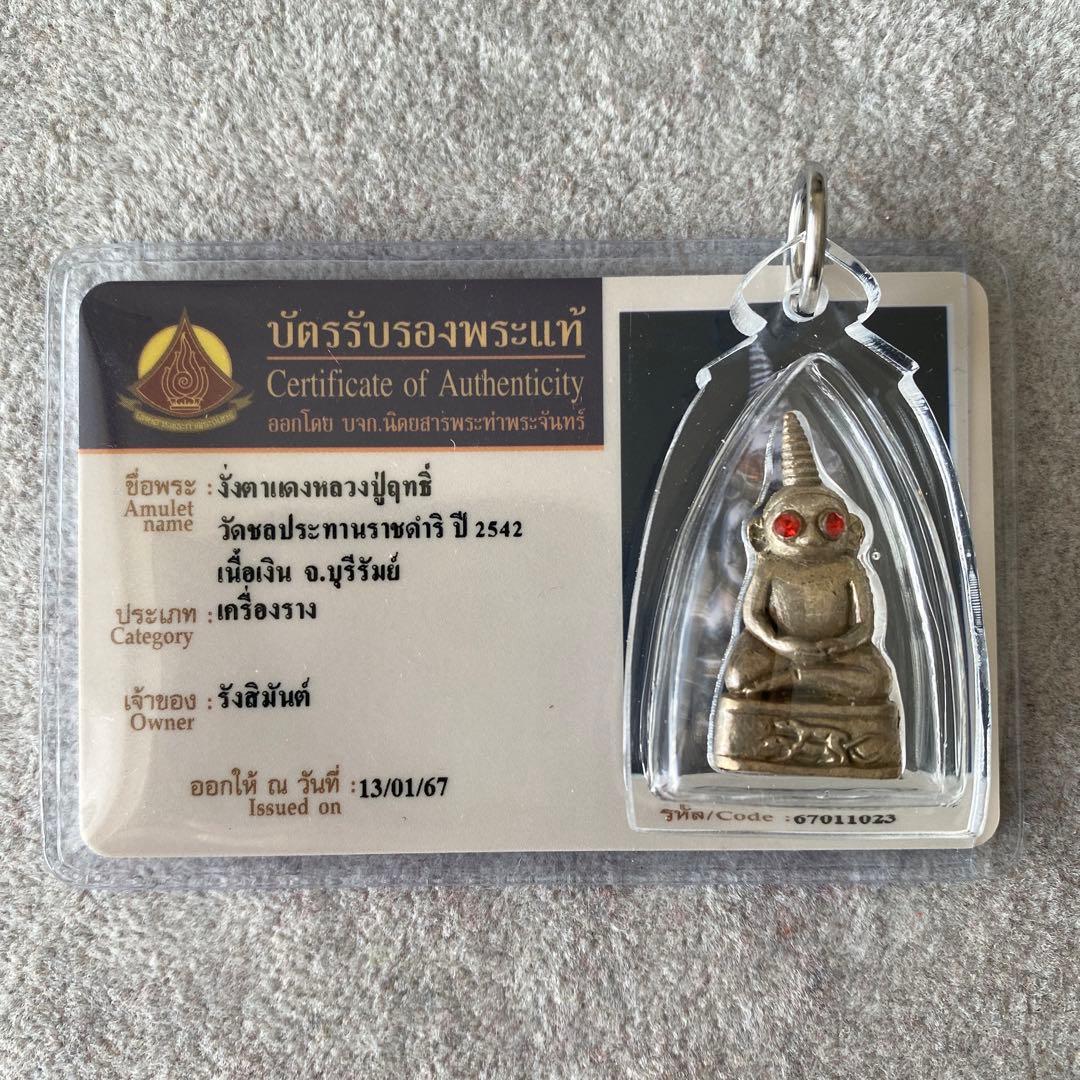 บัตรรับรองพระแท้
Certificate of Authenticity
ออกโดย บจก.นิตยสารพระท่าพระจันทร์
ชื่อพระ : งั่งตาแดงหลวงปู่ฤทธิ์
Amulet
name
วัดชลประทานราชดำริ ปี 2542
เนื้อเงิน จ.บุรีรัมย์
ประเภท : เครื่องราง
Category
เจ้าของ : รังสิมันต์
Owner
ออกให้ ณ วันที่ : 13/01/67
Issued on
รหัส/Code : 67011023